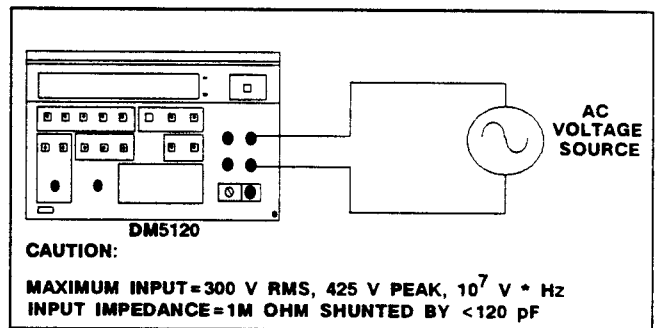 AC
VOLTAGE
SOURCE
DM5120
CAUTION:
MAXIMUM INPUT=300 V RMS, 425 V PEAK, 10⁷ V * Hz
INPUT IMPEDANCE=1M OHM SHUNTED BY <120 pF